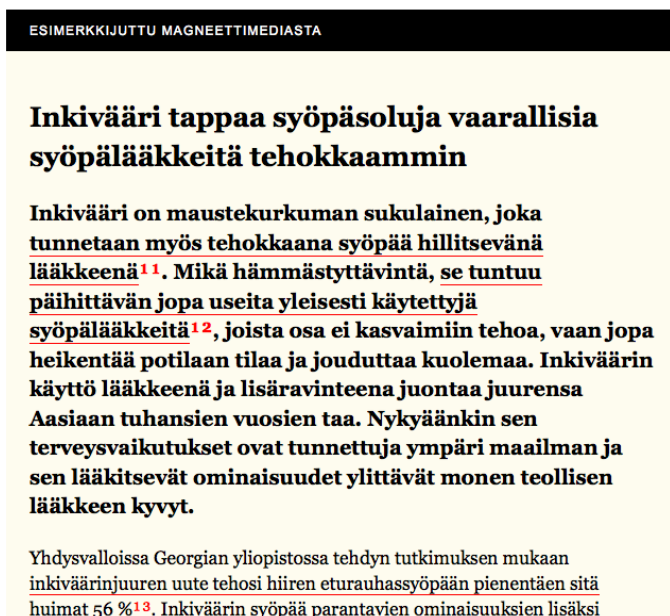 ESIMERKKIJUTTU MAGNEETTIMEDIASTA
Inkivääri tappaa syöpäsoluja vaarallisia
syöpälääkkeitä tehokkaammin
Inkivääri on maustekurkuman sukulainen, joka
tunnetaan myös tehokkaana syöpää hillitsevänä
lääkkeenä¹¹. Mikä hämmästyttävintä, se tuntuu
päihittävän jopa useita yleisesti käytettyjä
syöpälääkkeitä¹², joista osa ei kasvaimiin tehoa, vaan jopa
heikentää potilaan tilaa ja jouduttaa kuolemaa. Inkiväärin
käyttö lääkkeenä ja lisäravinteena juontaa juurensa
Aasiaan tuhansien vuosien taa. Nykyäänkin sen
terveysvaikutukset ovat tunnettuja ympäri maailman ja
sen lääkitsevät ominaisuudet ylittävät monen teollisen
lääkkeen kyvyt.
Yhdysvalloissa Georgian yliopistossa tehdyn tutkimuksen mukaan
inkiväärinjuuren uute tehosi hiiren eturauhassyöpään pienentäen sitä
huimat 56 %¹³. Inkiväärin syöpää parantavien ominaisuuksien lisäksi